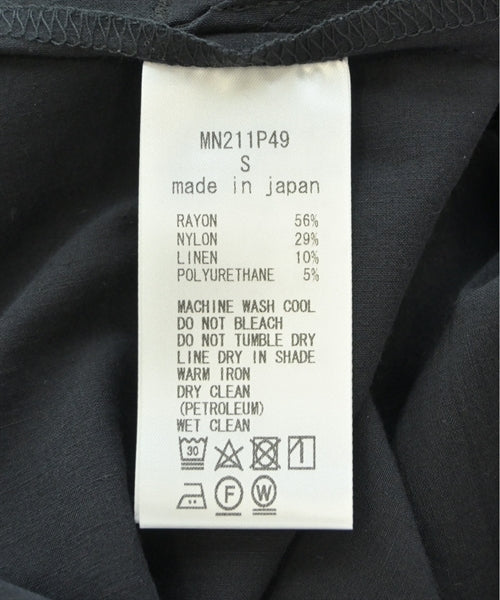 MN211P49
S
made in japan
RAYON 56%
NYLON 29%
LINEN 10%
POLYURETHANE 5%
MACHINE WASH COOL
DO NOT BLEACH
DO NOT TUMBLE DRY
LINE DRY IN SHADE
WARM IRON
DRY CLEAN
(PETROLEUM)
WET CLEAN
30
F W